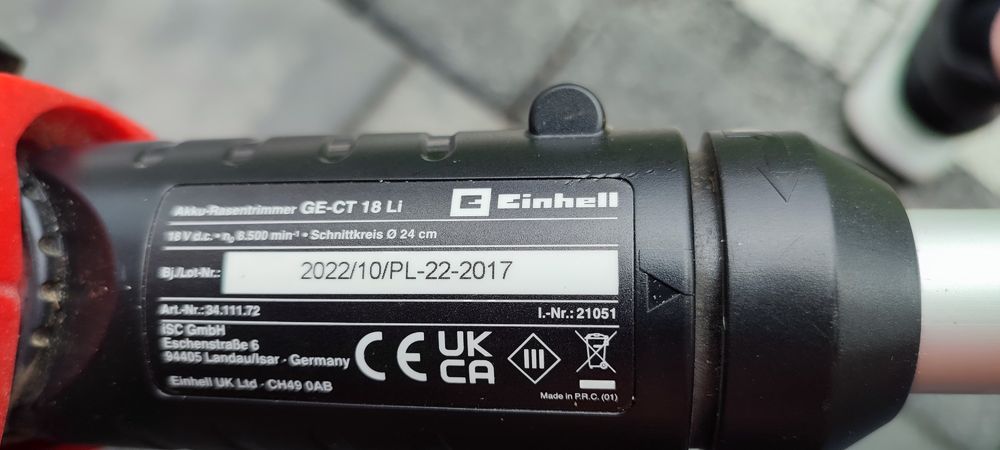 Akku-Rasentrimmer GE-CT 18 Li
Einhell
18 V d.c. • n₀ 8.500 min⁻¹ • Schnittkreis Ø 24 cm
Bj./Lot-Nr.: 2022/10/PL-22-2017
Art.-Nr.: 34.111.72 I.-Nr.: 21051
iSC GmbH
Eschenstraße 6
94405 Landau/Isar - Germany
Einhell UK Ltd · CH49 0AB
CE UK CA
III
Made in P.R.C. (01)